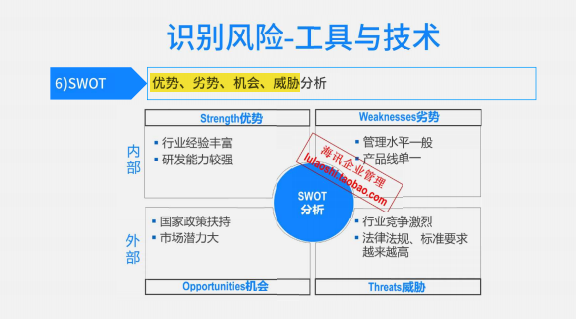 识别风险-工具与技术
6)SWOT
优势、劣势、机会、威胁分析
Strength优势
Weaknesses劣势
内部
▪ 行业经验丰富
▪ 研发能力较强
▪ 管理水平一般
▪ 产品线单一
海讯企业管理
lulaoshi.taobao.com
SWOT
分析
外部
▪ 国家政策扶持
▪ 市场潜力大
▪ 行业竞争激烈
▪ 法律法规、标准要求
越来越高
Opportunities机会
Threats威胁